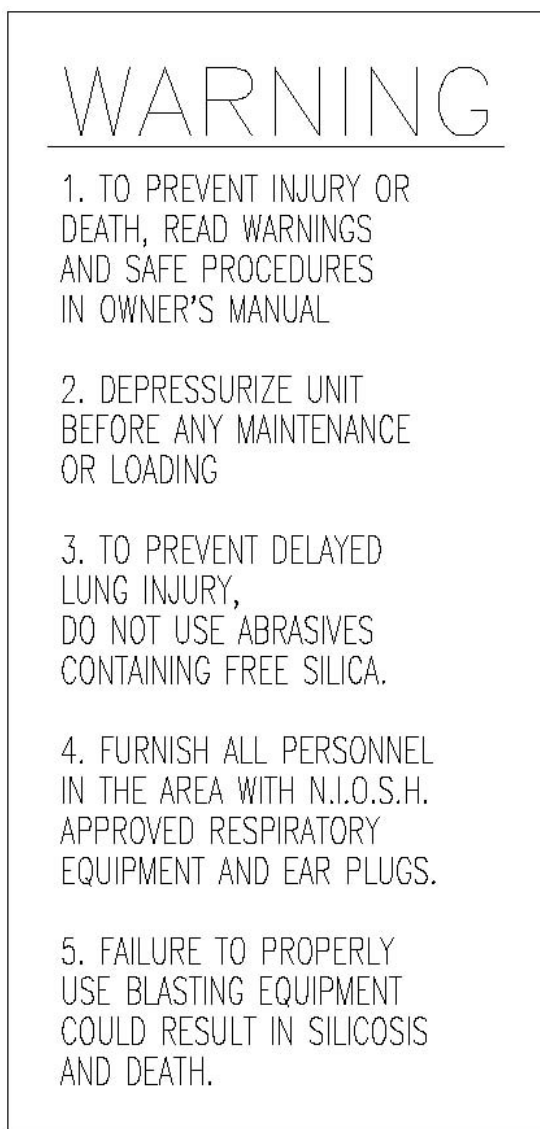 WARNING
1. TO PREVENT INJURY OR
DEATH, READ WARNINGS
AND SAFE PROCEDURES
IN OWNER'S MANUAL
2. DEPRESSURIZE UNIT
BEFORE ANY MAINTENANCE
OR LOADING
3. TO PREVENT DELAYED
LUNG INJURY,
DO NOT USE ABRASIVES
CONTAINING FREE SILICA.
4. FURNISH ALL PERSONNEL
IN THE AREA WITH N.I.O.S.H.
APPROVED RESPIRATORY
EQUIPMENT AND EAR PLUGS.
5. FAILURE TO PROPERLY
USE BLASTING EQUIPMENT
COULD RESULT IN SILICOSIS
AND DEATH.